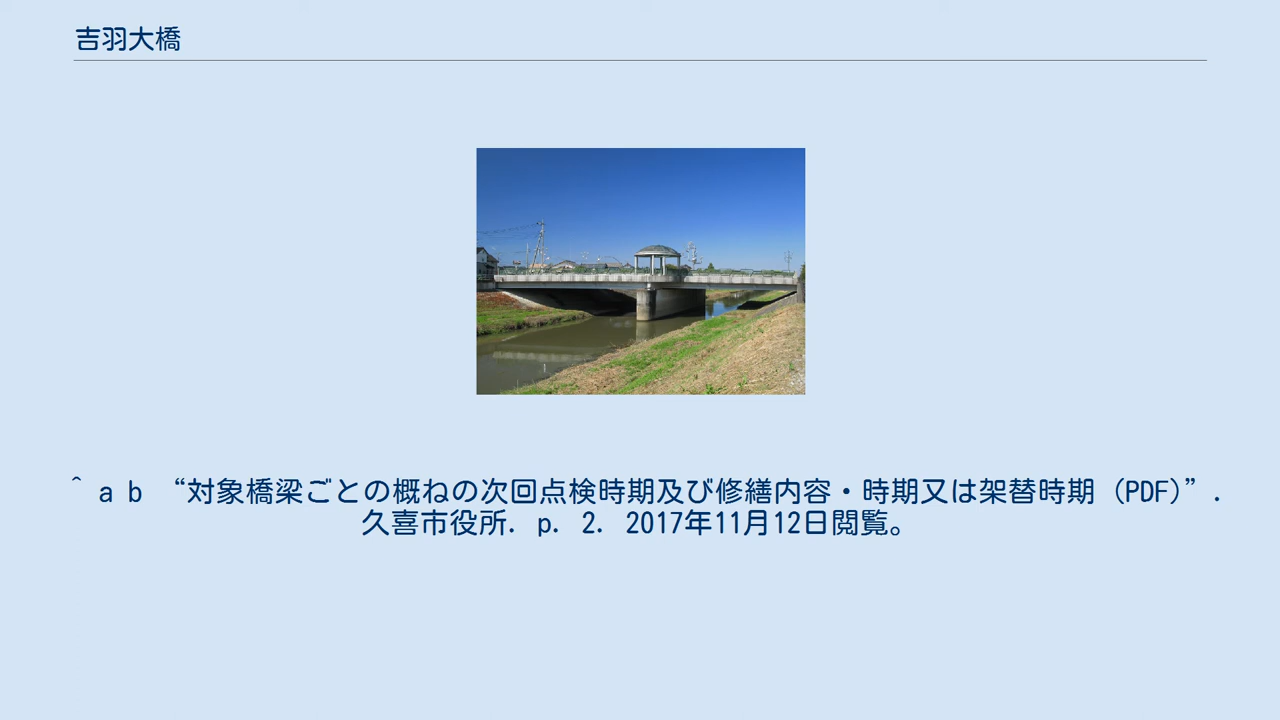 吉羽大橋
^ a b “対象橋梁ごとの概ねの次回点検時期及び修繕内容・時期又は架替時期 (PDF)”.
久喜市役所. p. 2. 2017年11月12日閲覧。